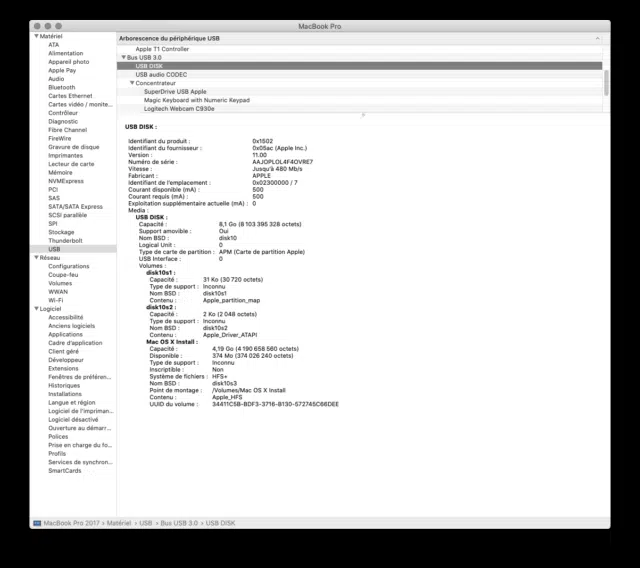 MacBook Pro
Matériel
ATA
Alimentation
Appareil photo
Apple Pay
Audio
Bluetooth
Cartes Ethernet
Cartes vidéo / monite...
Contrôleur
Diagnostic
Fibre Channel
FireWire
Gravure de disque
Imprimantes
Lecteur de carte
Mémoire
NVMExpress
PCI
SAS
SATA/SATA Express
SCSI parallèle
SPI
Stockage
Thunderbolt
USB
Réseau
Configurations
Coupe-feu
Volumes
WWAN
Wi-Fi
Logiciel
Accessibilité
Anciens logiciels
Applications
Cadre d'application
Client géré
Développeur
Extensions
Fenêtres de préféren...
Historiques
Installations
Langue et région
Logiciel de l'impriman...
Logiciel désactivé
Ouverture au démarr...
Polices
Prise en charge du fo...
Profils
Services de synchron...
SmartCards
Arborescence du périphérique USB
Apple T1 Controller
Bus USB 3.0
USB DISK
USB audio CODEC
Concentrateur
SuperDrive USB Apple
Magic Keyboard with Numeric Keypad
Logitech Webcam C930e
USB DISK :
Identifiant du produit : 0x1502
Identifiant du fournisseur : 0x05ac (Apple Inc.)
Version : 11.00
Numéro de série : AAJOPLOL4F4OVRE7
Vitesse : Jusqu'à 480 Mb/s
Fabricant : APPLE
Identifiant de l'emplacement : 0x02300000 / 7
Courant disponible (mA) : 500
Courant requis (mA) : 500
Exploitation supplémentaire actuelle (mA) : 0
Media :
USB DISK :
Capacité : 8,1 Go (8 103 395 328 octets)
Support amovible : Oui
Nom BSD : disk10
Logical Unit : 0
Type de carte de partition : APM (Carte de partition Apple)
USB Interface : 0
Volumes :
disk10s1 :
Capacité : 31 Ko (30 720 octets)
Type de support : Inconnu
Nom BSD : disk10s1
Contenu : Apple_partition_map
disk10s2 :
Capacité : 2 Ko (2 048 octets)
Type de support : Inconnu
Nom BSD : disk10s2
Contenu : Apple_Driver_ATAPI
Mac OS X Install :
Capacité : 4,19 Go (4 190 658 560 octets)
Disponible : 374 Mo (374 026 240 octets)
Type de support : Inconnu
Inscriptible : Non
Système de fichiers : HFS+
Nom BSD : disk10s3
Point de montage : /Volumes/Mac OS X Install
Contenu : Apple_HFS
UUID du volume : 34411C5B-BDF3-3716-8130-572745C66DEE
MacBook Pro 2017 › Matériel › USB › Bus USB 3.0 › USB DISK